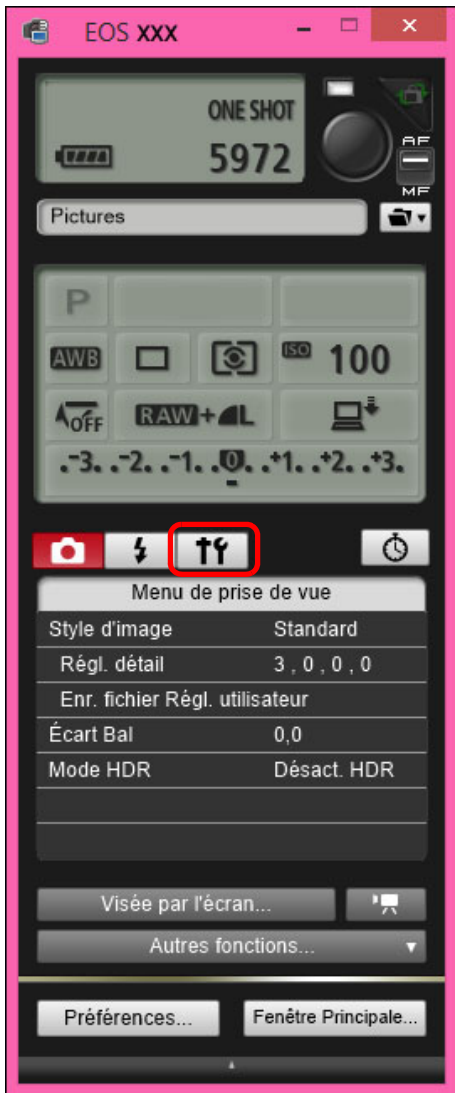 EOS xxx
ONE SHOT
5972
AF
MF
Pictures
P
AWB
ISO 100
OFF RAW+L
.-3. .-2. .-1. .0. .+1. .+2. .+3.
Menu de prise de vue
Style d'image Standard
Régl. détail 3 , 0 , 0 , 0
Enr. fichier Régl. utilisateur
Écart Bal 0,0
Mode HDR Désact. HDR
Visée par l'écran...
Autres fonctions...
Préférences... Fenêtre Principale...